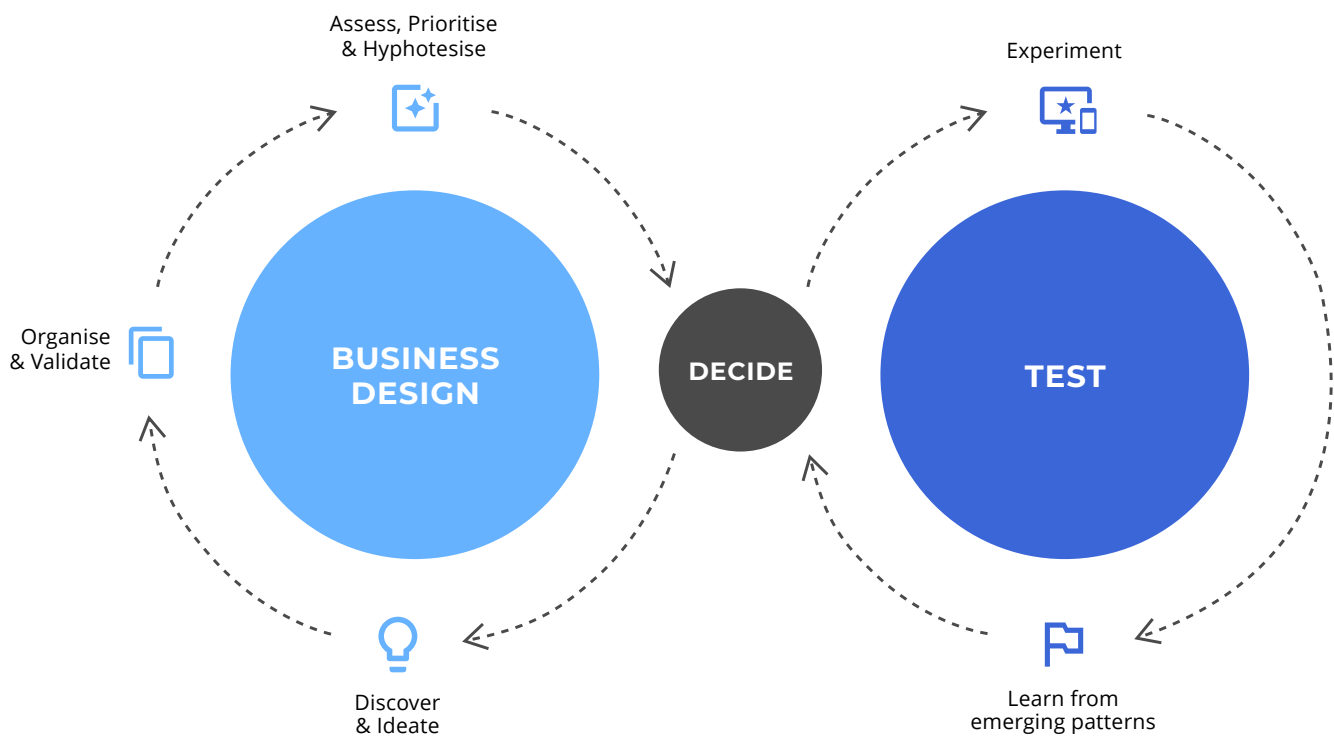 Assess, Prioritise
& Hyphotesise
Experiment
Organise
& Validate
BUSINESS
DESIGN
DECIDE
TEST
Discover
& Ideate
Learn from
emerging patterns